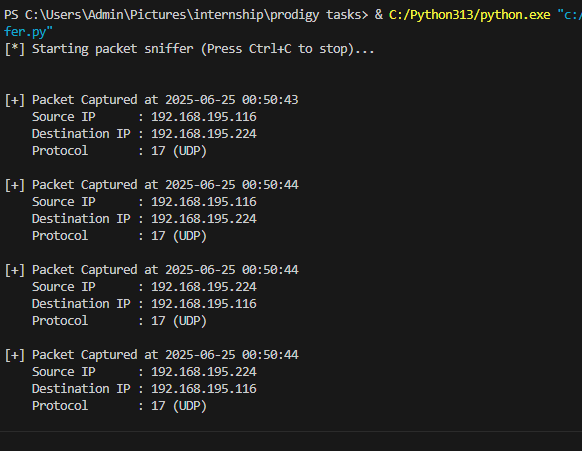 PS C:\Users\Admin\Pictures\internship\prodigy tasks> & C:/Python313/python.exe "c:/
fer.py"
[*] Starting packet sniffer (Press Ctrl+C to stop)...
[+] Packet Captured at 2025-06-25 00:50:43
Source IP : 192.168.195.116
Destination IP : 192.168.195.224
Protocol : 17 (UDP)
[+] Packet Captured at 2025-06-25 00:50:44
Source IP : 192.168.195.116
Destination IP : 192.168.195.224
Protocol : 17 (UDP)
[+] Packet Captured at 2025-06-25 00:50:44
Source IP : 192.168.195.224
Destination IP : 192.168.195.116
Protocol : 17 (UDP)
[+] Packet Captured at 2025-06-25 00:50:44
Source IP : 192.168.195.224
Destination IP : 192.168.195.116
Protocol : 17 (UDP)